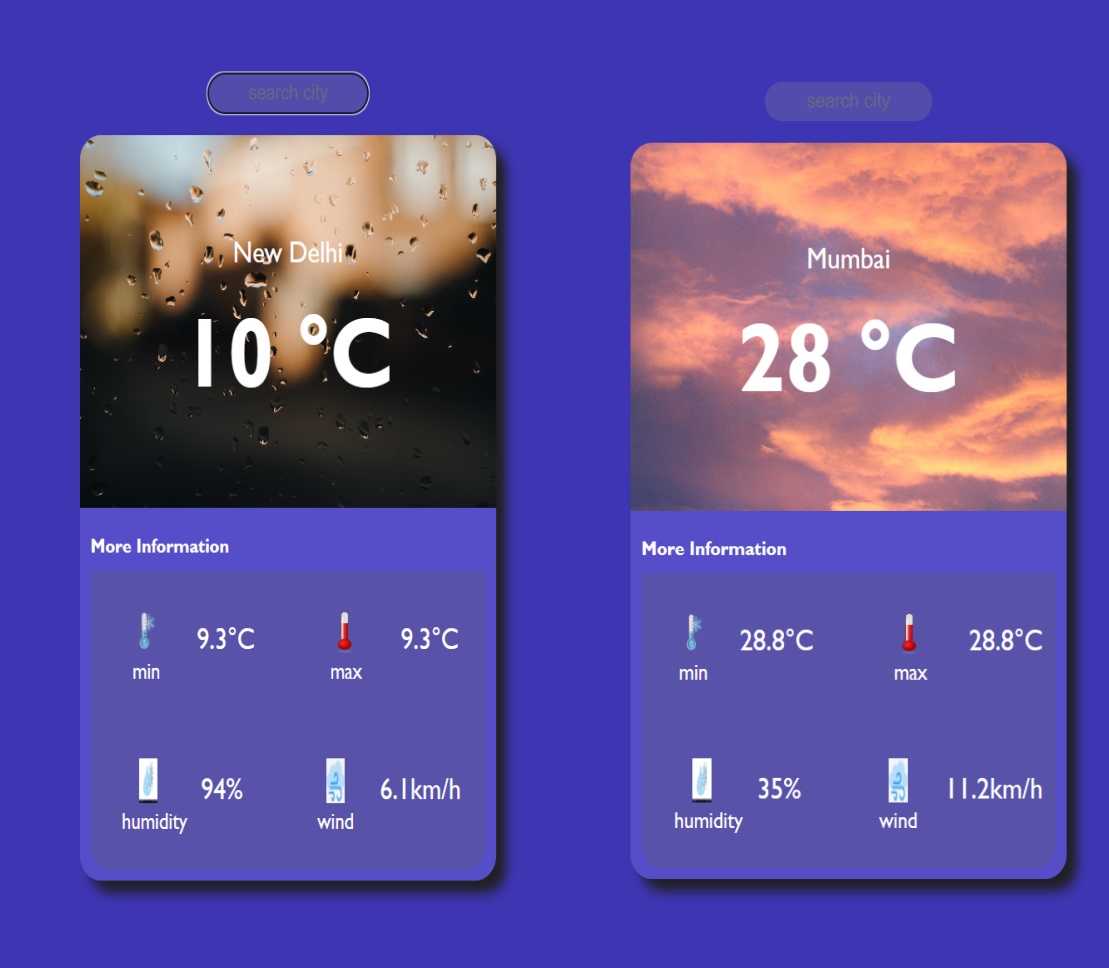 search city
New Delhi
10 °C
More Information
9.3°C
9.3°C
min
max
94%
6.1km/h
humidity
wind
search city
Mumbai
28 °C
More Information
28.8°C
28.8°C
min
max
35%
11.2km/h
humidity
wind